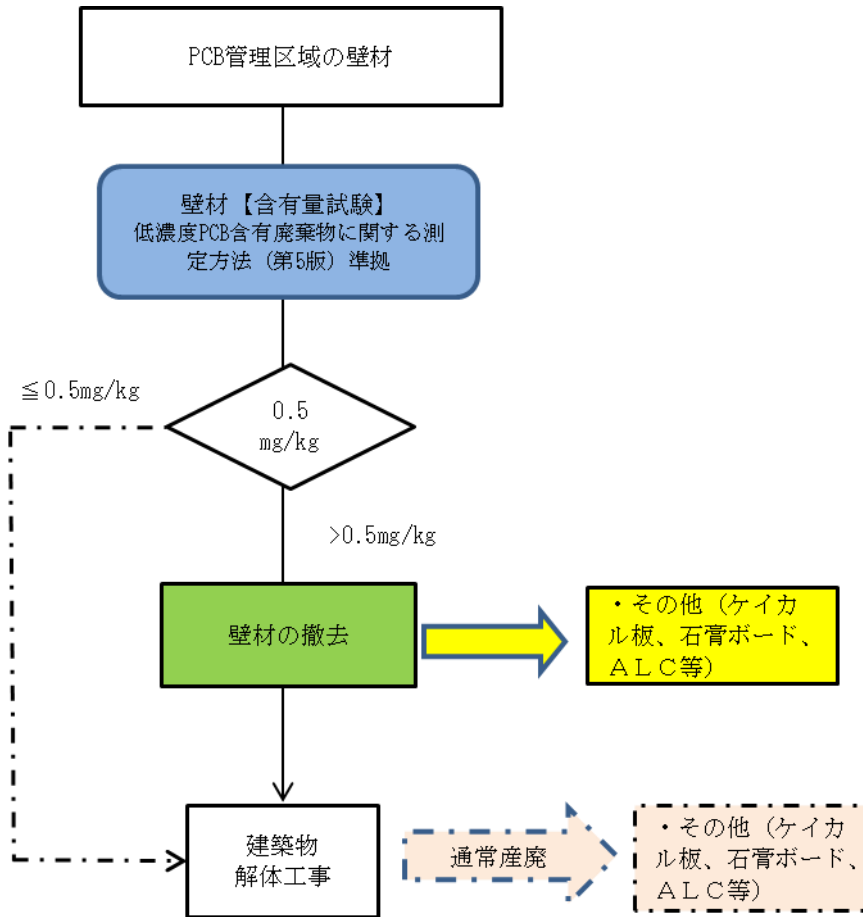 PCB管理区域の壁材
壁材【含有量試験】
低濃度PCB含有廃棄物に関する測
定方法（第5版）準拠
≦0.5mg/kg
0.5
mg/kg
>0.5mg/kg
壁材の撤去
・その他（ケイカ
ル板、石膏ボード、
ＡＬＣ等）
建築物
解体工事
通常産廃
・その他（ケイカ
ル板、石膏ボード、
ＡＬＣ等）